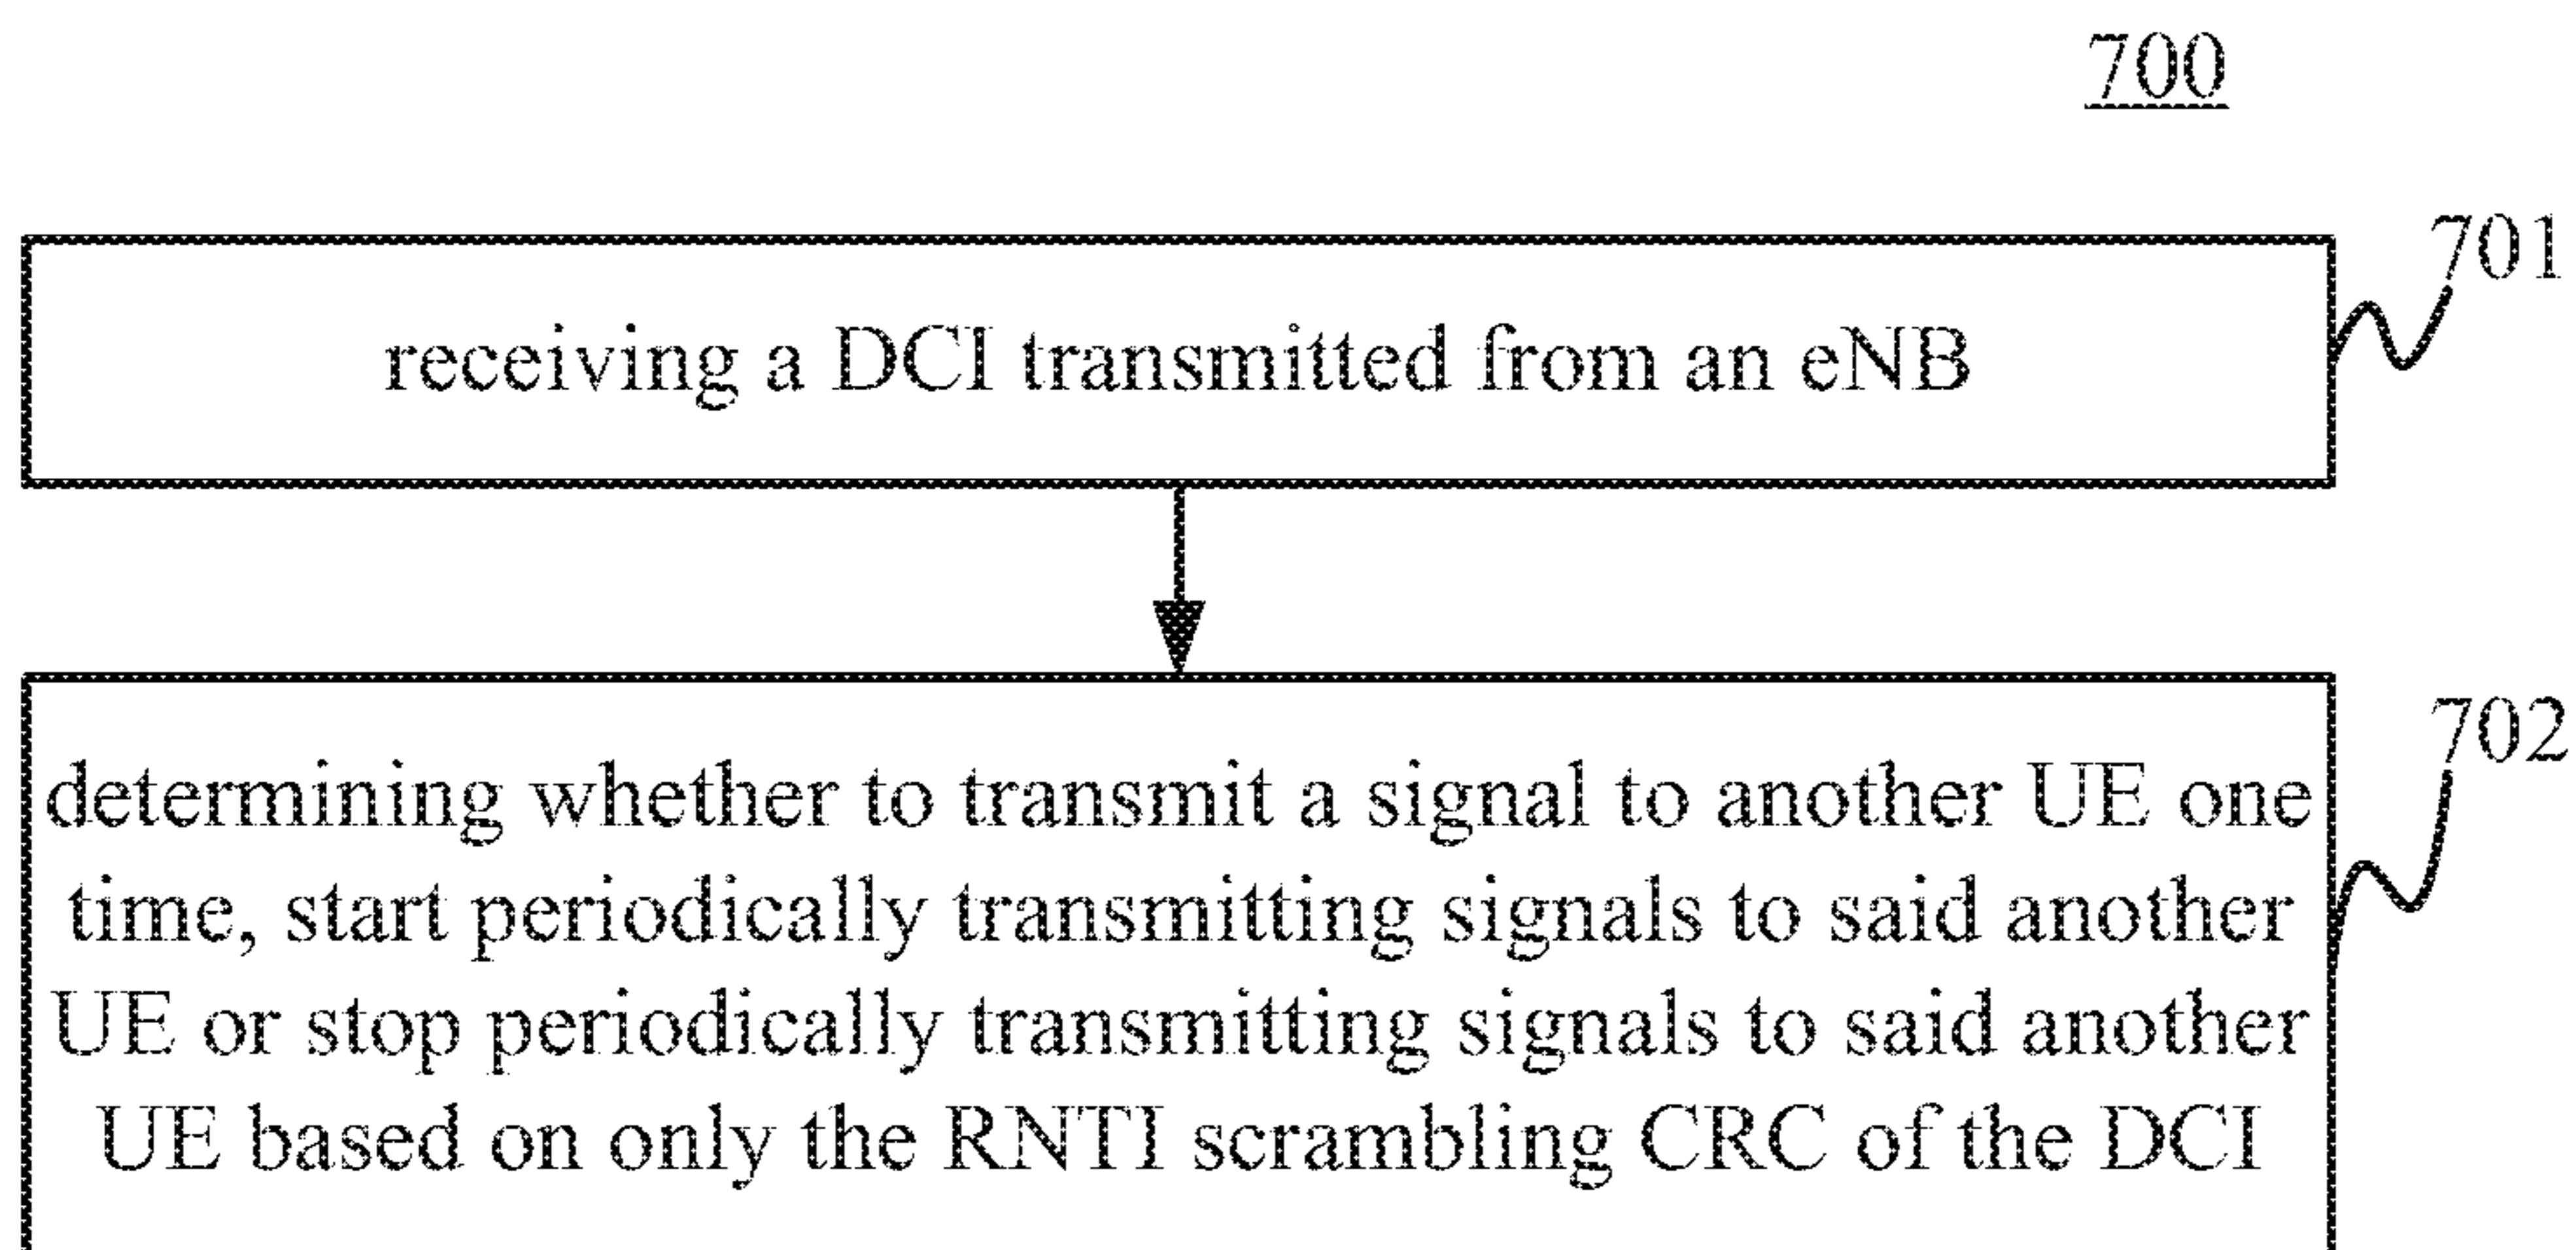 700
701
receiving a DCI transmitted from an eNB
702
determining whether to transmit a signal to another UE one
time, start periodically transmitting signals to said another
UE or stop periodically transmitting signals to said another
UE based on only the RNTI scrambling CRC of the DCI